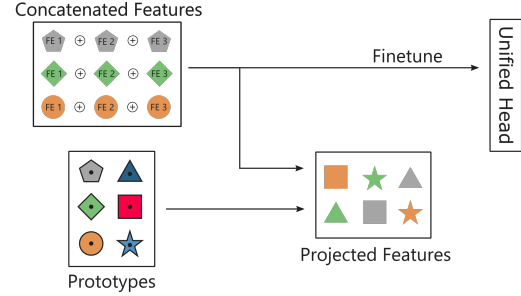 Concatenated Features
FE 1 FE 2 FE 3
FE 1 FE 2 FE 3
FE 1 FE 2 FE 3
Finetune
Unified Head
Prototypes
Projected Features